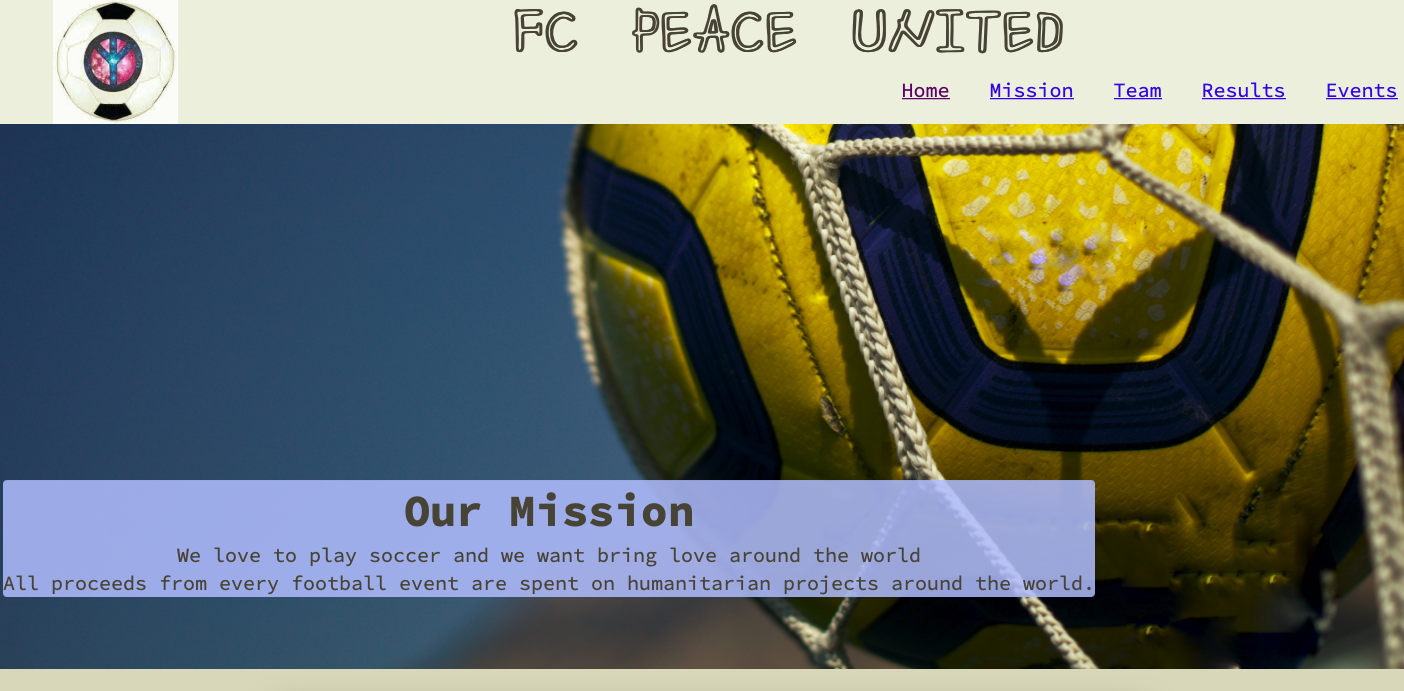 FC PEACE UNITED
Home Mission Team Results Events
Our Mission
We love to play soccer and we want bring love around the world
All proceeds from every football event are spent on humanitarian projects around the world.